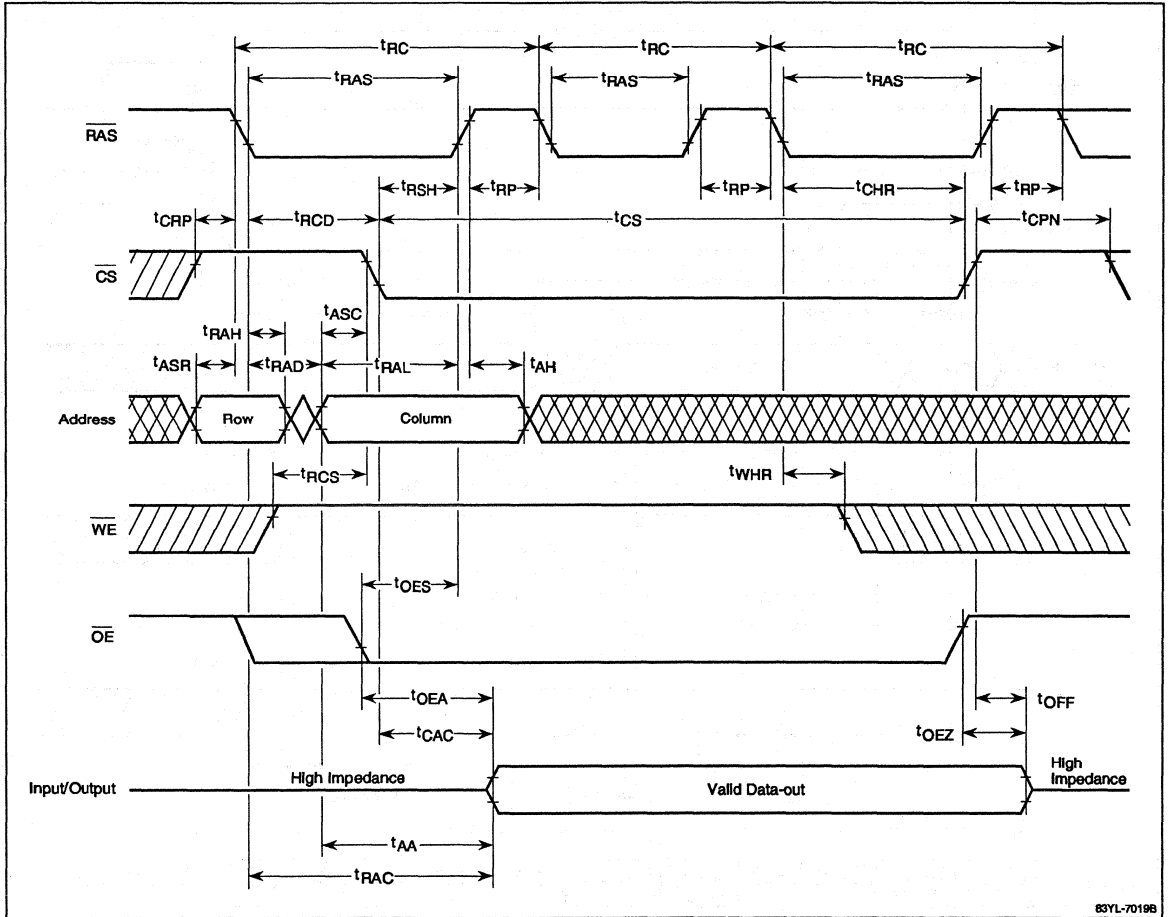 tRC tRC tRC
tRAS tRAS tRAS
RAS
tRSH tRP tRP tCHR tRP
tCRP tRCD tCS tCPN
CS
tASC
tRAH
tASR tRAD tRAL tAH
Address Row Column
tRCS tWHR
WE
tOES
OE
tOEA tOFF
tCAC tOEZ
High Impedance High
Impedance
Input/Output Valid Data-out
tAA
tRAC
83YL-7019B